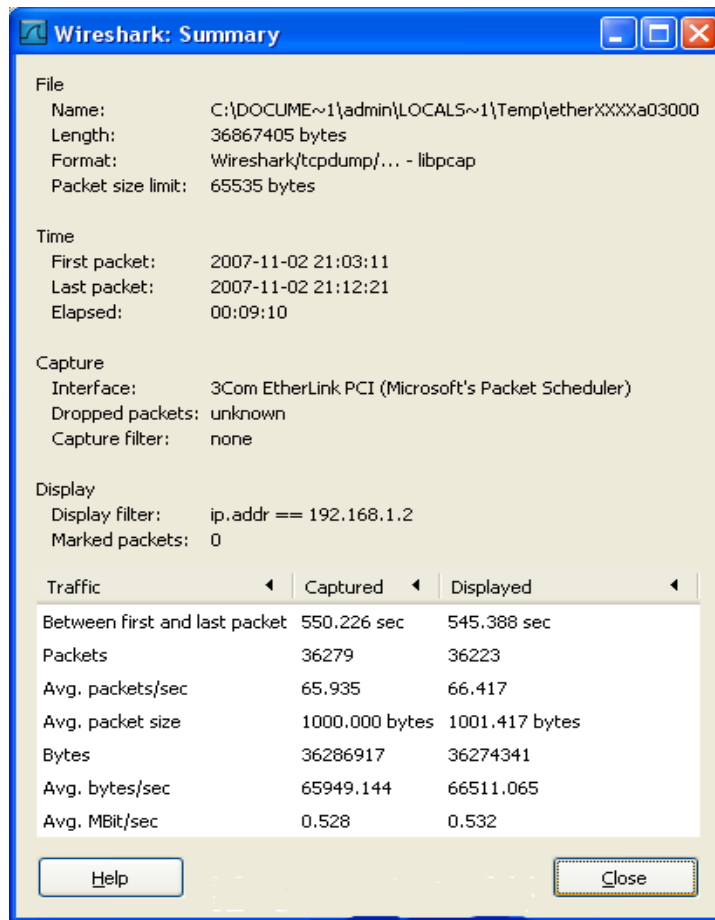 Wireshark: Summary
File
Name: C:\DOCUME~1\admin\LOCALS~1\Temp\etherXXXXa03000
Length: 36867405 bytes
Format: Wireshark/tcpdump/... - libpcap
Packet size limit: 65535 bytes
Time
First packet: 2007-11-02 21:03:11
Last packet: 2007-11-02 21:12:21
Elapsed: 00:09:10
Capture
Interface: 3Com EtherLink PCI (Microsoft's Packet Scheduler)
Dropped packets: unknown
Capture filter: none
Display
Display filter: ip.addr == 192.168.1.2
Marked packets: 0
Traffic Captured Displayed
Between first and last packet 550.226 sec 545.388 sec
Packets 36279 36223
Avg. packets/sec 65.935 66.417
Avg. packet size 1000.000 bytes 1001.417 bytes
Bytes 36286917 36274341
Avg. bytes/sec 65949.144 66511.065
Avg. MBit/sec 0.528 0.532
Help Close